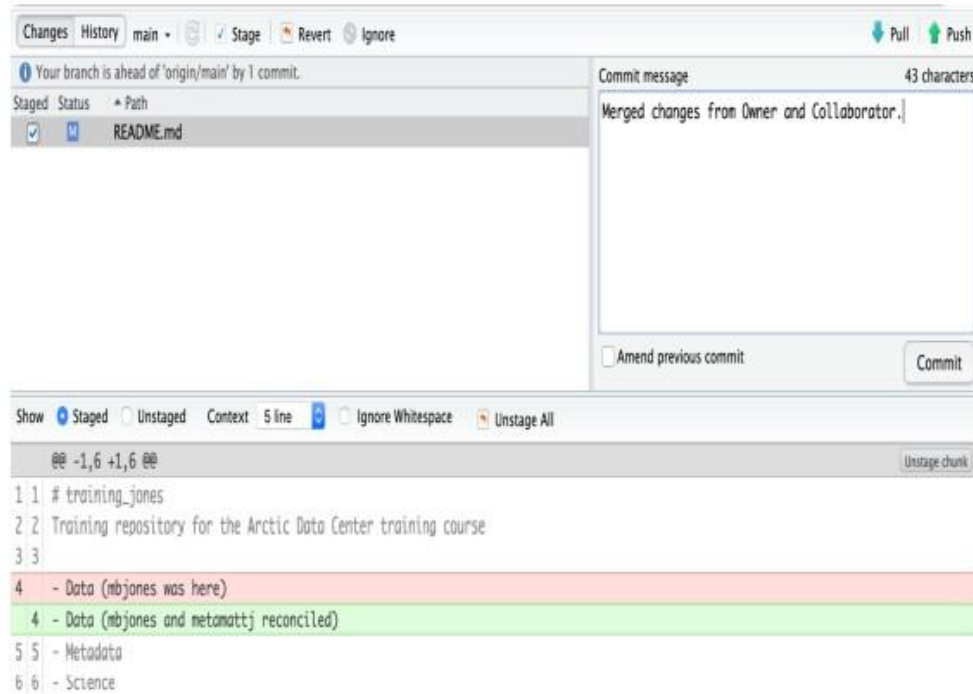 Changes History main Stage Revert Ignore Pull Push
Your branch is ahead of 'origin/main' by 1 commit.
Staged Status Path
M README.md
Commit message 43 characters
Merged changes from Owner and Collaborator.
Amend previous commit
Commit
Show Staged Unstaged Context 5 line Ignore Whitespace Unstage All
@@ -1,6 +1,6 @@ Unstage chunk
1 1 # training_jones
2 2 Training repository for the Arctic Data Center training course
3 3
4 - Data (mbjones was here)
4 - Data (mbjones and metamattj reconciled)
5 5 - Metadata
6 6 - Science